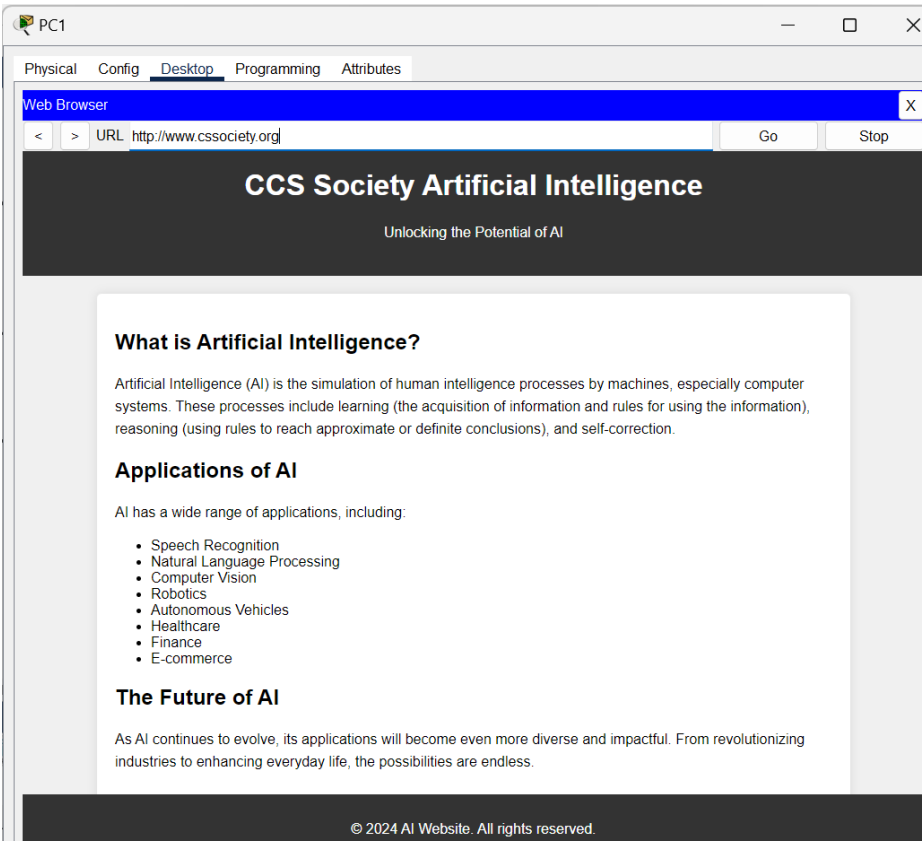 PC1
Physical Config Desktop Programming Attributes
Web Browser X
< > URL http://www.cssociety.org Go Stop
CCS Society Artificial Intelligence
Unlocking the Potential of AI
What is Artificial Intelligence?
Artificial Intelligence (AI) is the simulation of human intelligence processes by machines, especially computer
systems. These processes include learning (the acquisition of information and rules for using the information),
reasoning (using rules to reach approximate or definite conclusions), and self-correction.
Applications of AI
AI has a wide range of applications, including:
• Speech Recognition
• Natural Language Processing
• Computer Vision
• Robotics
• Autonomous Vehicles
• Healthcare
• Finance
• E-commerce
The Future of AI
As AI continues to evolve, its applications will become even more diverse and impactful. From revolutionizing
industries to enhancing everyday life, the possibilities are endless.
© 2024 AI Website. All rights reserved.